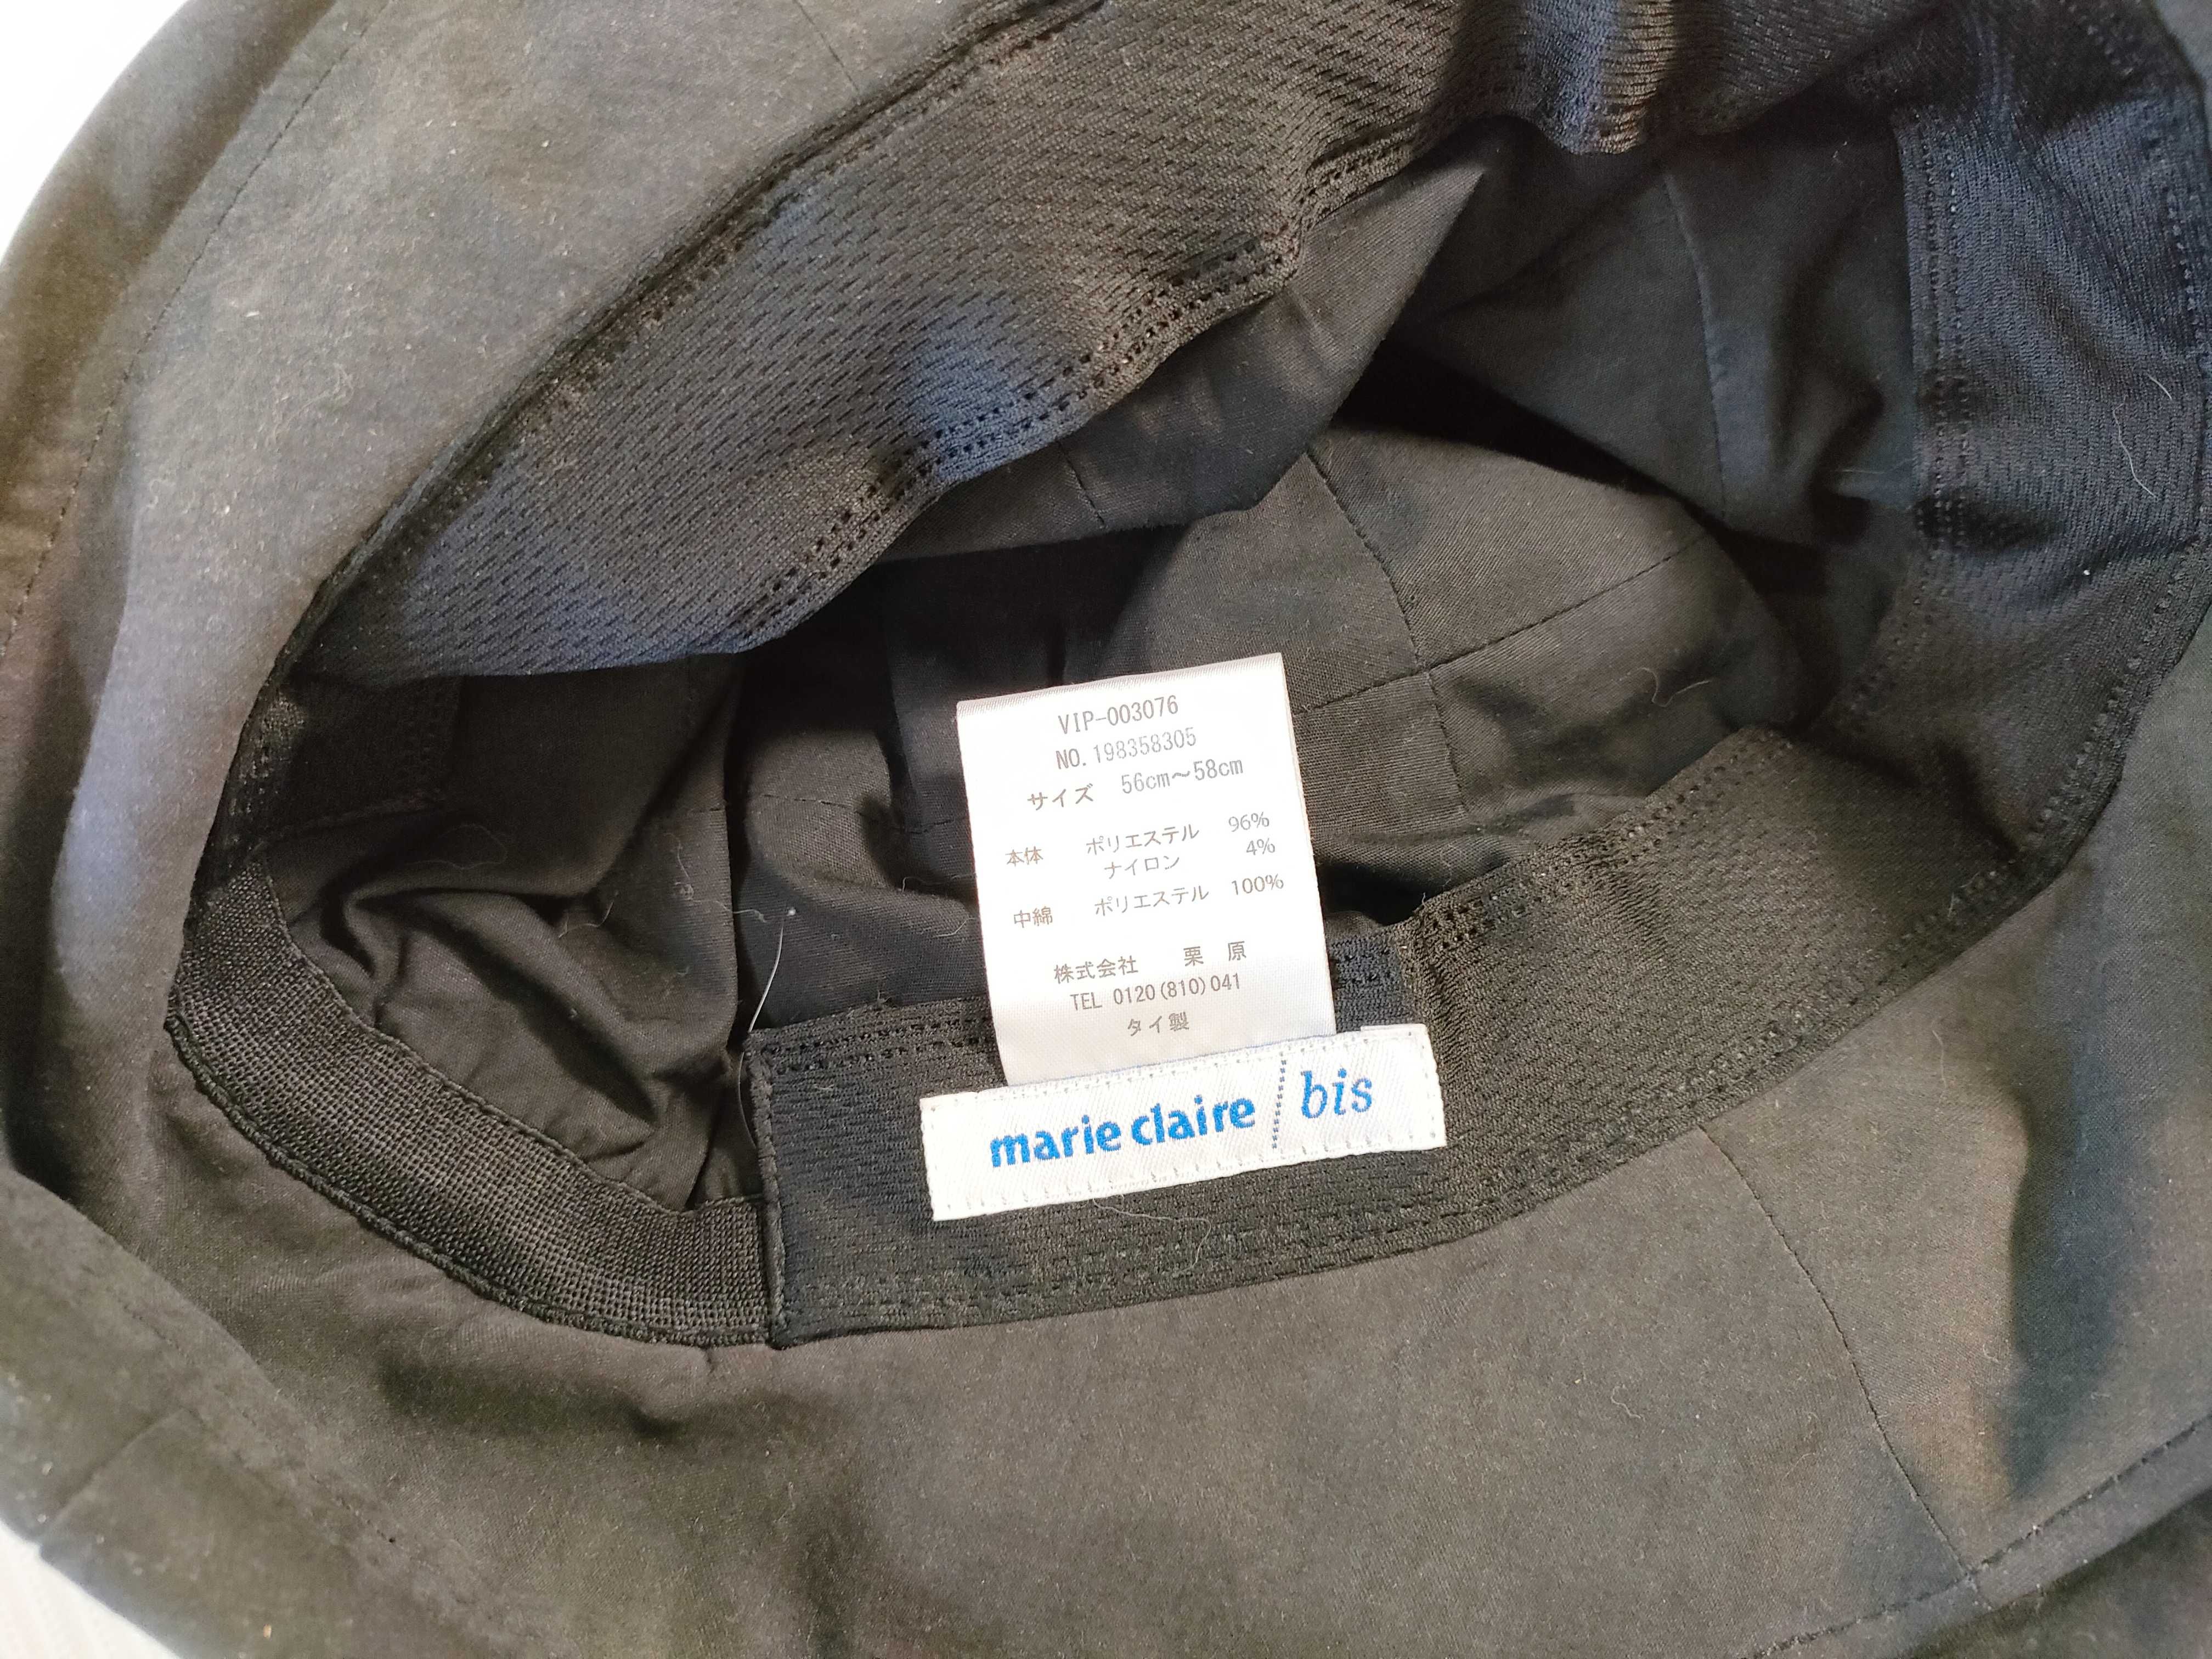 VIP-003076
NO.198358305
サイズ 56cm〜58cm
本体 ポリエステル 96%
ナイロン 4%
中綿 ポリエステル 100%
株式会社 栗 原
TEL 0120(810)041
タイ製
marie claire bis